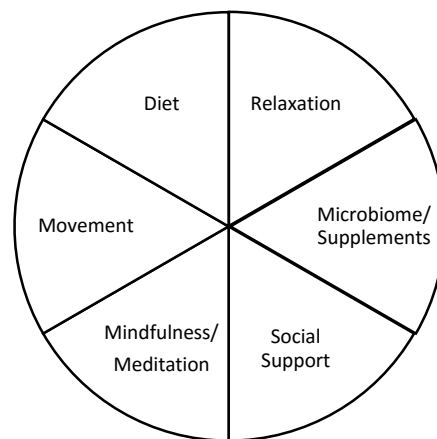 Diet
Relaxation
Movement
Microbiome/
Supplements
Mindfulness/
Meditation
Social
Support